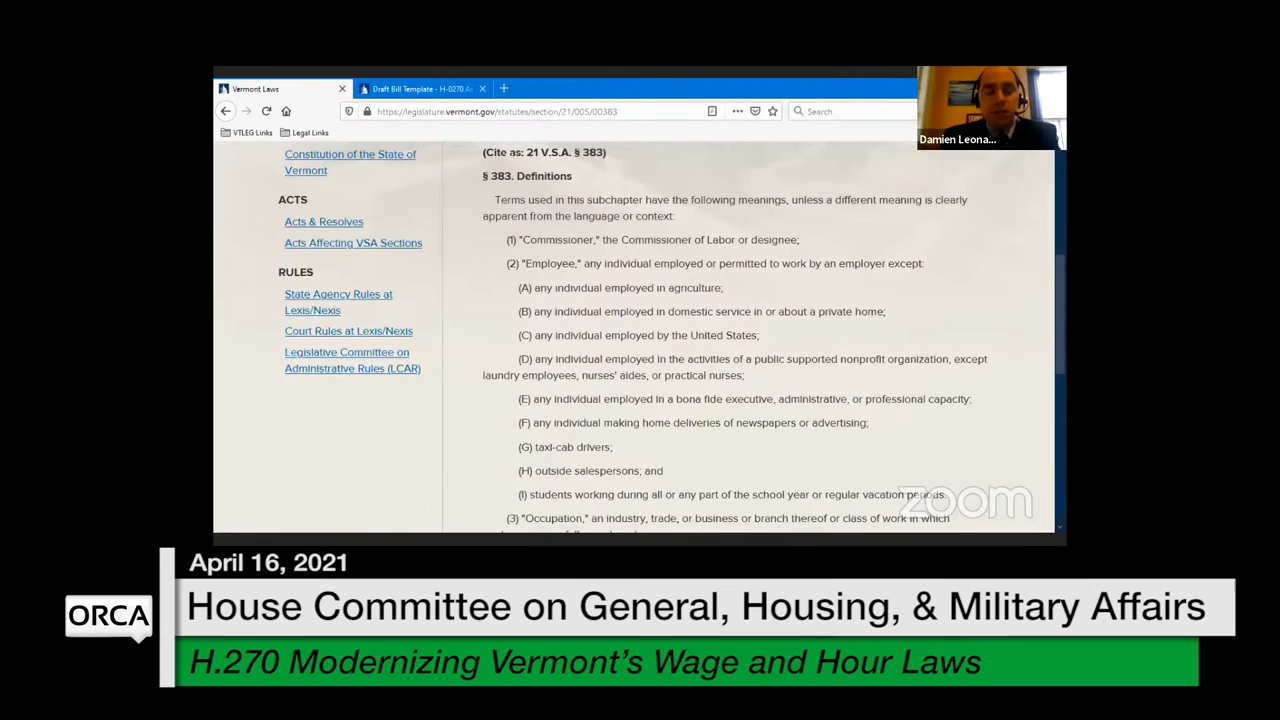 Vermont Laws
Draft Bill Template - H-0270 As
https://legislature.vermont.gov/statutes/section/21/005/00383
Search
VTLEG Links
Legal Links
Damien Leona...
Constitution of the State of
Vermont
ACTS
Acts & Resolves
Acts Affecting VSA Sections
RULES
State Agency Rules at
Lexis/Nexis
Court Rules at Lexis/Nexis
Legislative Committee on
Administrative Rules (LCAR)
(Cite as: 21 V.S.A. § 383)
§ 383. Definitions
Terms used in this subchapter have the following meanings, unless a different meaning is clearly
apparent from the language or context:
(1) "Commissioner," the Commissioner of Labor or designee;
(2) "Employee," any individual employed or permitted to work by an employer except:
(A) any individual employed in agriculture;
(B) any individual employed in domestic service in or about a private home;
(C) any individual employed by the United States;
(D) any individual employed in the activities of a public supported nonprofit organization, except
laundry employees, nurses' aides, or practical nurses;
(E) any individual employed in a bona fide executive, administrative, or professional capacity;
(F) any individual making home deliveries of newspapers or advertising;
(G) taxi-cab drivers;
(H) outside salespersons; and
(I) students working during all or any part of the school year or regular vacation periods.
(3) "Occupation," an industry, trade, or business or branch thereof or class of work in which
zoom
April 16, 2021
ORCA
House Committee on General, Housing, & Military Affairs
H.270 Modernizing Vermont's Wage and Hour Laws